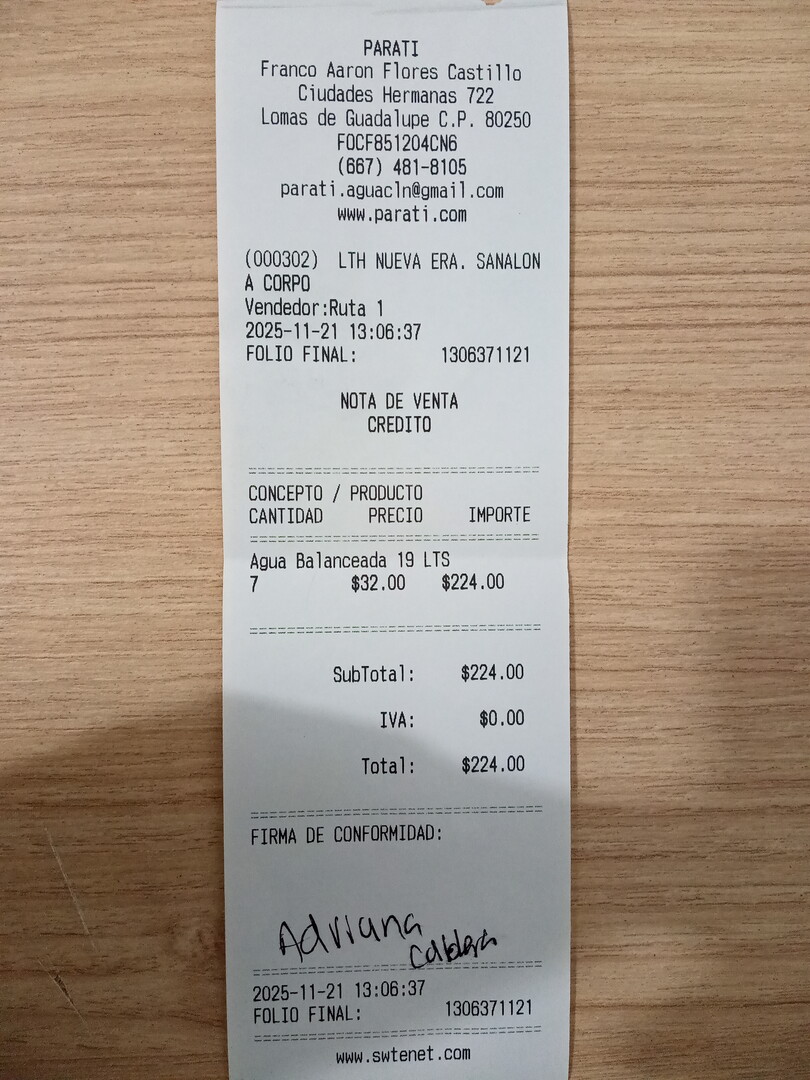 PARATI
Franco Aaron Flores Castillo
Ciudades Hermanas 722
Lomas de Guadalupe C.P. 80250
FOCF851204CN6
(667) 481-8105
parati.aguacln@gmail.com
www.parati.com
(000302) LTH NUEVA ERA. SANALON
A CORPO
Vendedor:Ruta 1
2025-11-21 13:06:37
FOLIO FINAL: 1306371121
NOTA DE VENTA
CREDITO
CONCEPTO / PRODUCTO
CANTIDAD PRECIO IMPORTE
Agua Balanceada 19 LTS
7 $32.00 $224.00
SubTotal: $224.00
IVA: $0.00
Total: $224.00
FIRMA DE CONFORMIDAD:
Adriana
2025-11-21 13:06:37
FOLIO FINAL: 1306371121
www.swtenet.com